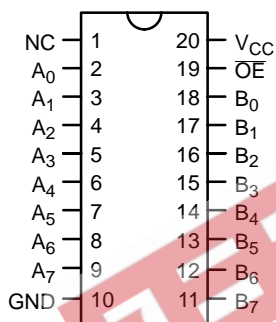 NC 1 20 VCC
A0 2 19 OE
A1 3 18 B0
A2 4 17 B1
A3 5 16 B2
A4 6 15 B3
A5 7 14 B4
A6 8 13 B5
A7 9 12 B6
GND 10 11 B7